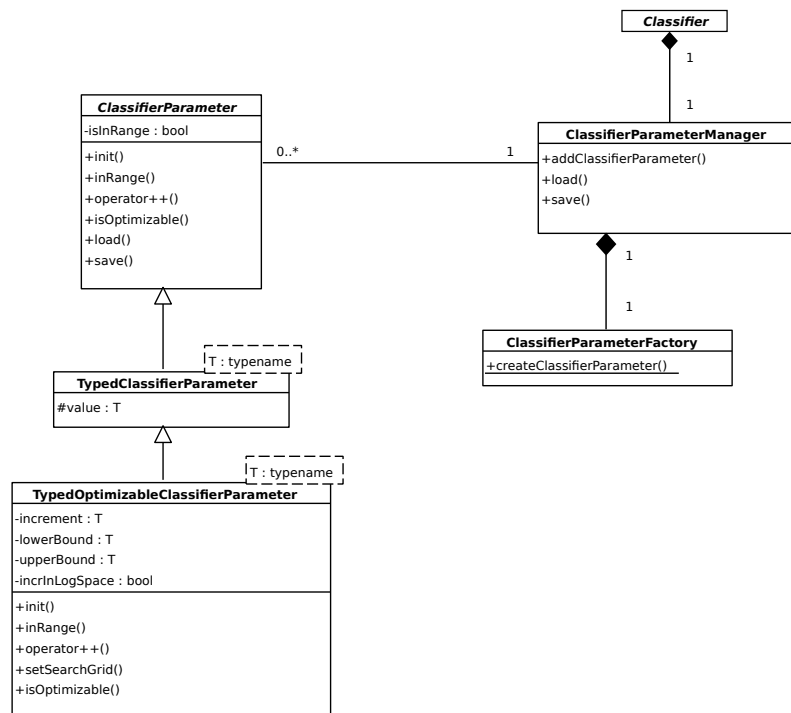 Classifier
1
1
ClassifierParameter
-isInRange : bool
+init()
+inRange()
+operator++()
+isOptimizable()
+load()
+save()
0..*
1
ClassifierParameterManager
+addClassifierParameter()
+load()
+save()
1
1
ClassifierParameterFactory
+createClassifierParameter()
T : typename
TypedClassifierParameter
#value : T
T : typename
TypedOptimizableClassifierParameter
-increment : T
-lowerBound : T
-upperBound : T
-incrInLogSpace : bool
+init()
+inRange()
+operator++()
+setSearchGrid()
+isOptimizable()